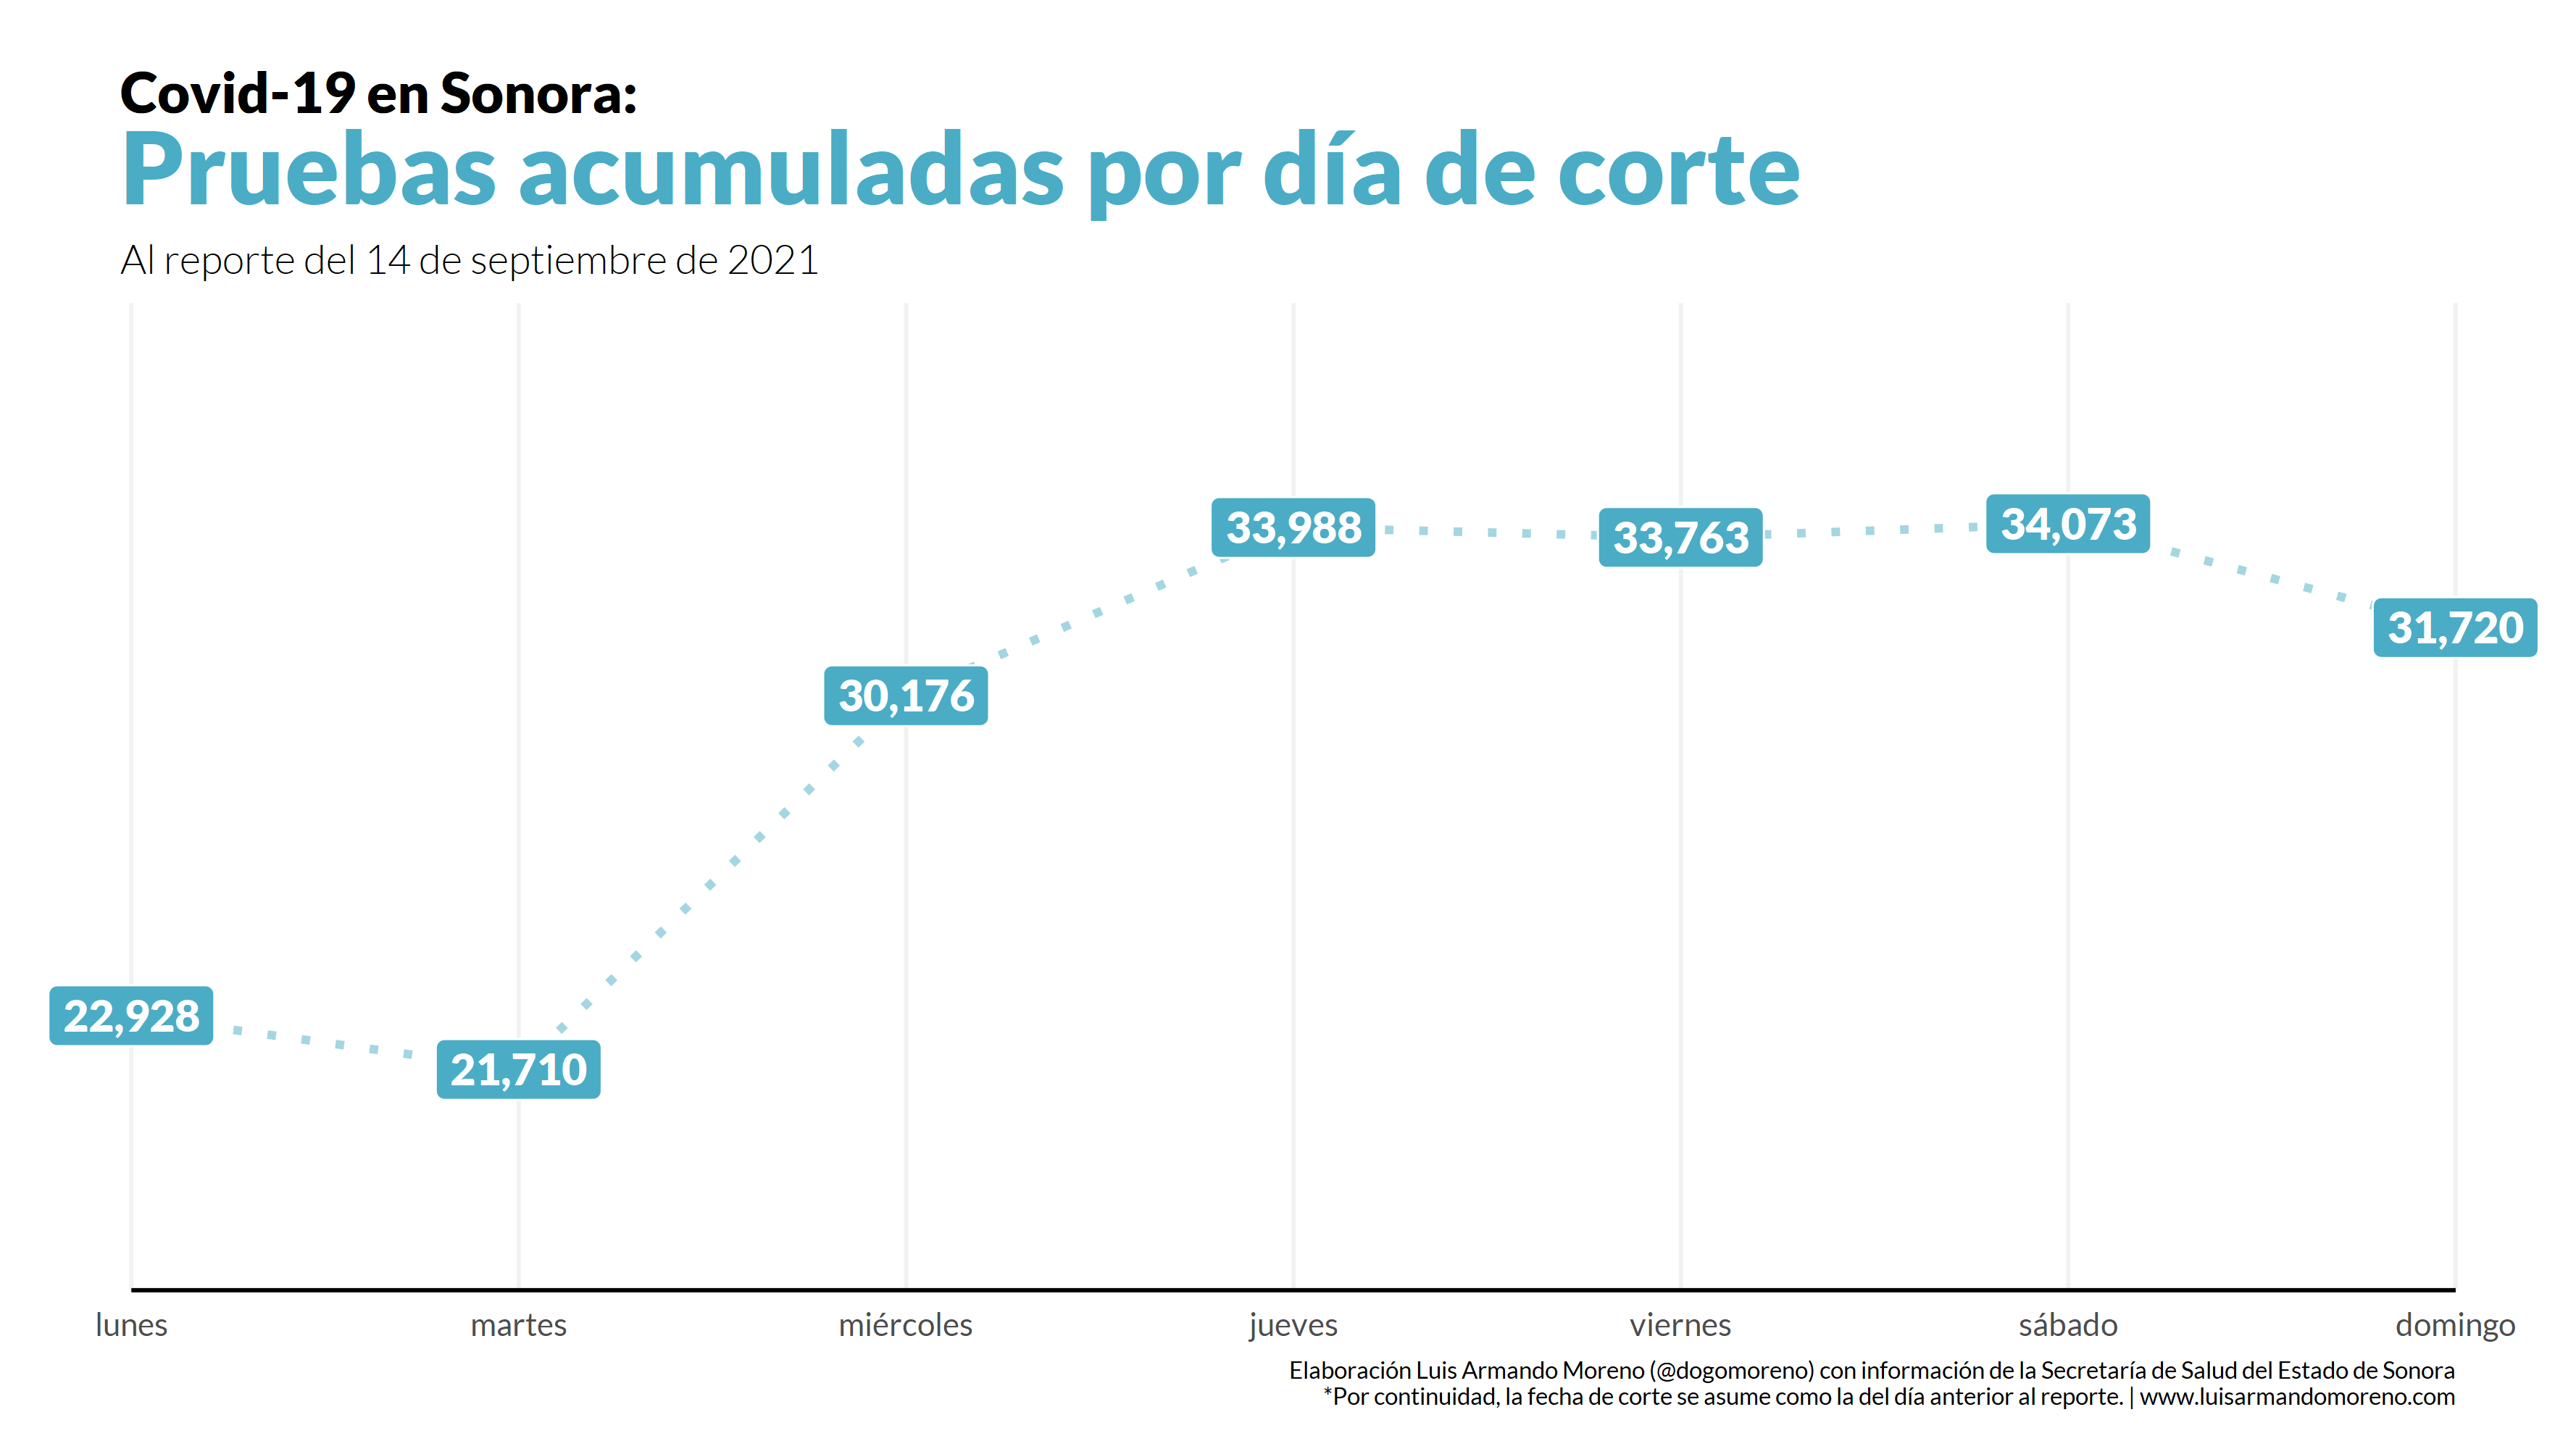 Covid-19 en Sonora:
Pruebas acumuladas por día de corte
Al reporte del 14 de septiembre de 2021
33,988
33,763
34,073
31,720
30,176
22,928
21,710
lunes
martes
miércoles
jueves
viernes
sábado
domingo
Elaboración Luis Armando Moreno (@dogomoreno) con información de la Secretaría de Salud del Estado de Sonora
*Por continuidad, la fecha de corte se asume como la del día anterior al reporte. | www.luisarmandomoreno.com